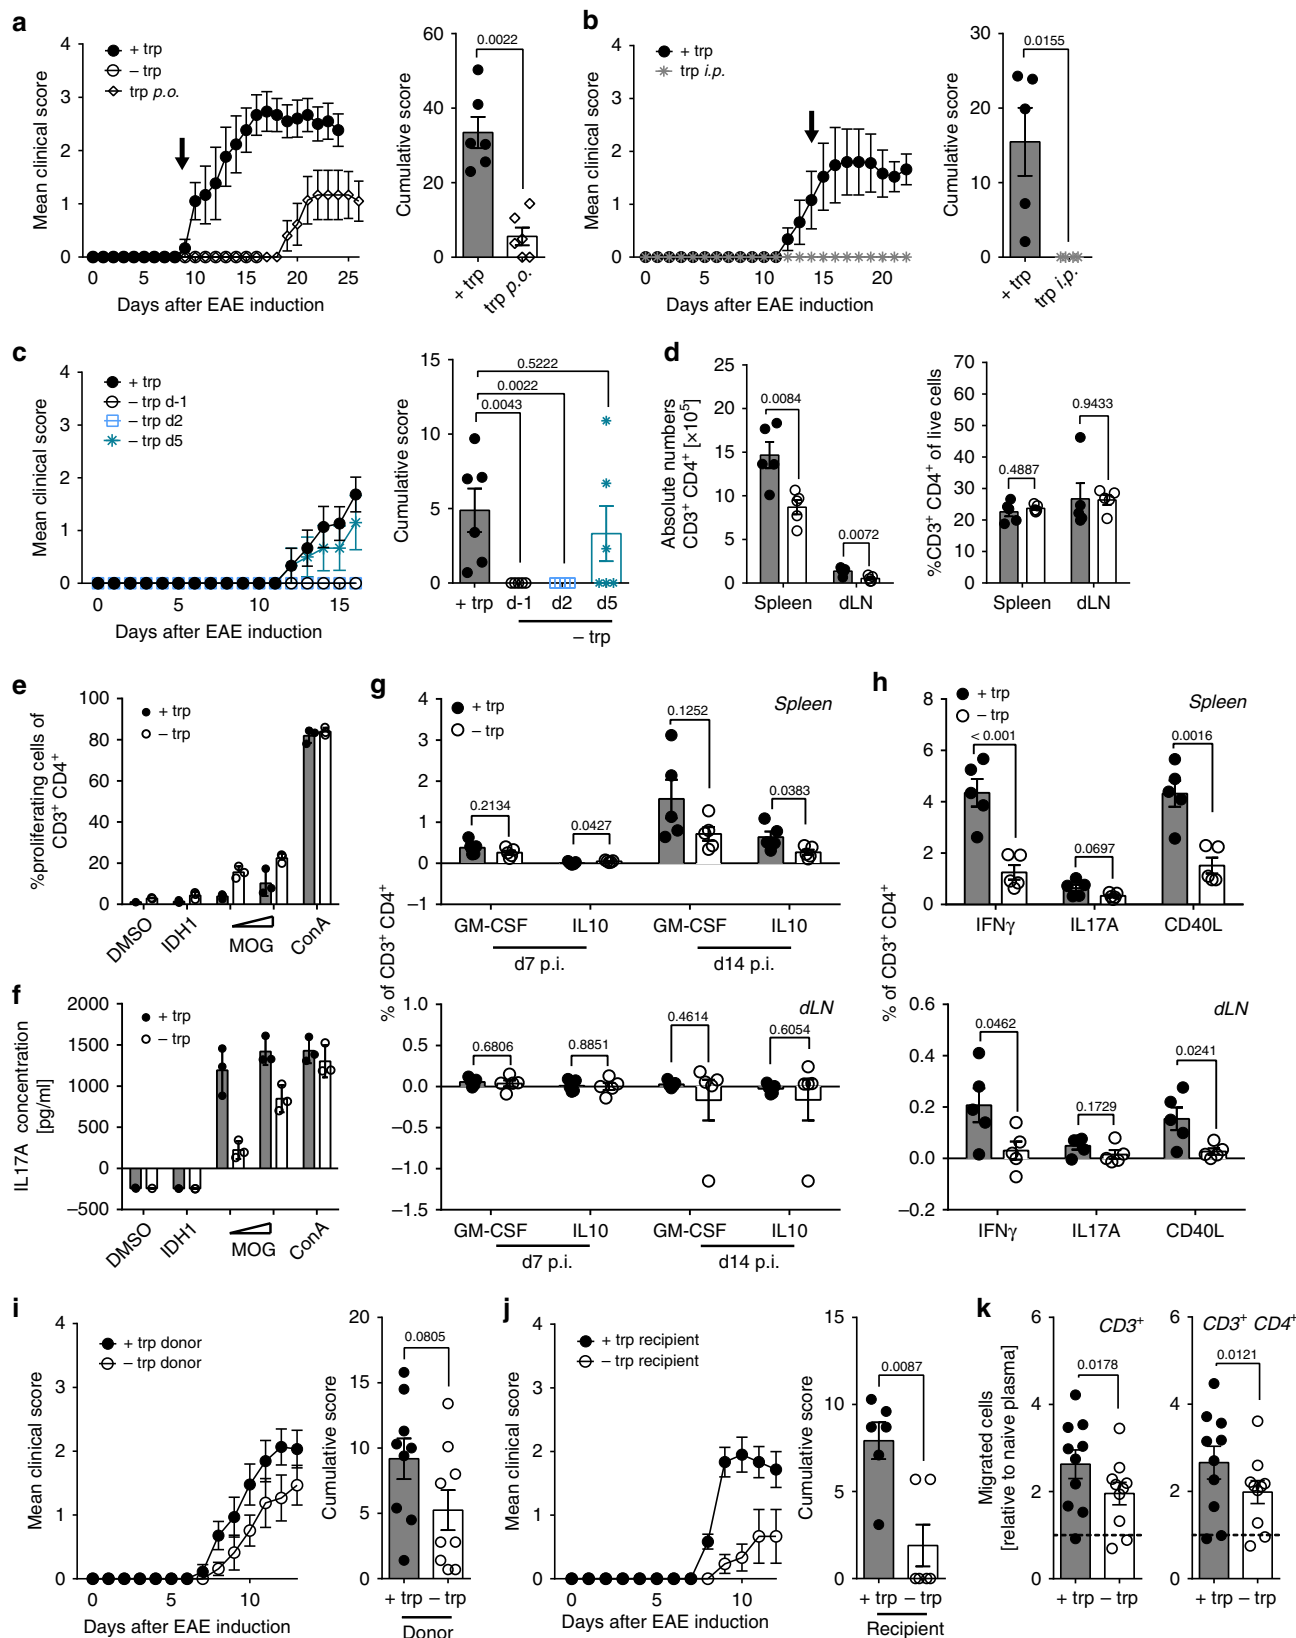 a
Mean clinical score
4
3
2
1
0
+ trp
– trp
trp p.o.
0 5 10 15 20 25
Days after EAE induction
Cumulative score
60
40
20
0
0.0022
+ trp
trp p.o.
b
Mean clinical score
4
3
2
1
0
+ trp
trp i.p.
0 5 10 15 20
Days after EAE induction
Cumulative score
30
20
10
0
0.0155
+ trp
trp i.p.
c
Mean clinical score
4
3
2
1
0
+ trp
– trp d-1
– trp d2
– trp d5
0 5 10 15
Days after EAE induction
Cumulative score
15
10
5
0
0.5222
0.0022
0.0043
+ trp d-1 d2 d5
– trp
d
Absolute numbers
CD3+ CD4+ [×10⁵]
25
20
15
10
5
0
0.0084
0.0072
Spleen dLN
%CD3+ CD4+ of live cells
70
60
50
40
30
20
10
0
0.4887
0.9433
Spleen dLN
e
%proliferating cells of
CD3+ CD4+
100
80
60
40
20
0
+ trp
– trp
DMSO IDH1 MOG ConA
f
IL17A concentration
[pg/ml]
2000
1500
1000
500
0
–500
+ trp
– trp
DMSO IDH1 MOG ConA
g
% of CD3+ CD4+
4
3
2
1
0
–1
+ trp
– trp
Spleen
0.2134
0.0427
0.1252
0.0383
GM-CSF IL10 GM-CSF IL10
d7 p.i. d14 p.i.
1.0
0.5
0.0
–0.5
–1.0
–1.5
dLN
0.6806
0.8851
0.4614
0.6054
GM-CSF IL10 GM-CSF IL10
d7 p.i. d14 p.i.
h
% of CD3+ CD4+
8
6
4
2
0
+ trp
– trp
Spleen
< 0.001
0.0697
0.0016
IFNγ IL17A CD40L
0.6
0.4
0.2
0.0
–0.2
dLN
0.0462
0.1729
0.0241
IFNγ IL17A CD40L
i
Mean clinical score
4
3
2
1
0
+ trp donor
– trp donor
0 5 10
Days after EAE induction
Cumulative score
20
15
10
5
0
0.0805
+ trp – trp
Donor
j
Mean clinical score
4
3
2
1
0
+ trp recipient
– trp recipient
0 5 10
Days after EAE induction
Cumulative score
15
10
5
0
0.0087
+ trp – trp
Recipient
k
Migrated cells
[relative to naive plasma]
6
4
2
0
CD3+
0.0178
+ trp – trp
6
4
2
0
CD3+ CD4+
0.0121
+ trp – trp